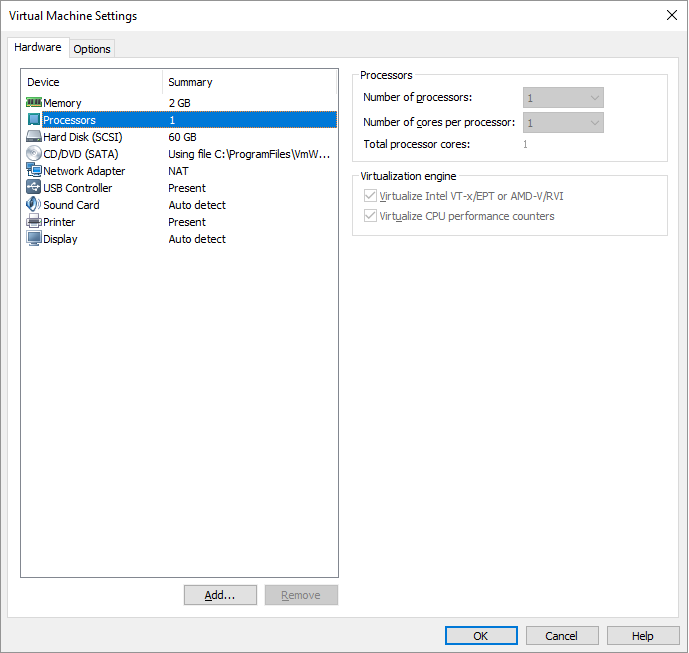 Virtual Machine Settings
Hardware Options
Device Summary
Memory 2 GB
Processors 1
Hard Disk (SCSI) 60 GB
CD/DVD (SATA) Using file C:\ProgramFiles\VmW...
Network Adapter NAT
USB Controller Present
Sound Card Auto detect
Printer Present
Display Auto detect
Add... Remove
Processors
Number of processors: 1
Number of cores per processor: 1
Total processor cores: 1
Virtualization engine
Virtualize Intel VT-x/EPT or AMD-V/RVI
Virtualize CPU performance counters
OK Cancel Help